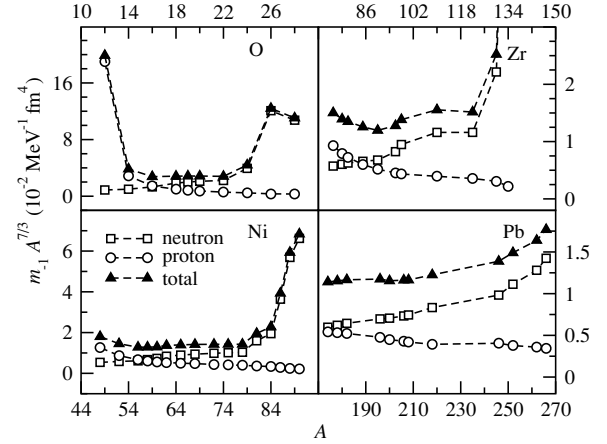 10 14 18 22 26 86 102 118 134 150
O
Zr
24
16
8
0
2
1
0
m₋₁ A^7/3 (10⁻² MeV⁻¹ fm⁴)
Ni
Pb
neutron
proton
total
6
4
2
0
1.5
1
0.5
0
44 54 64 74 84 190 210 230 250 270
A